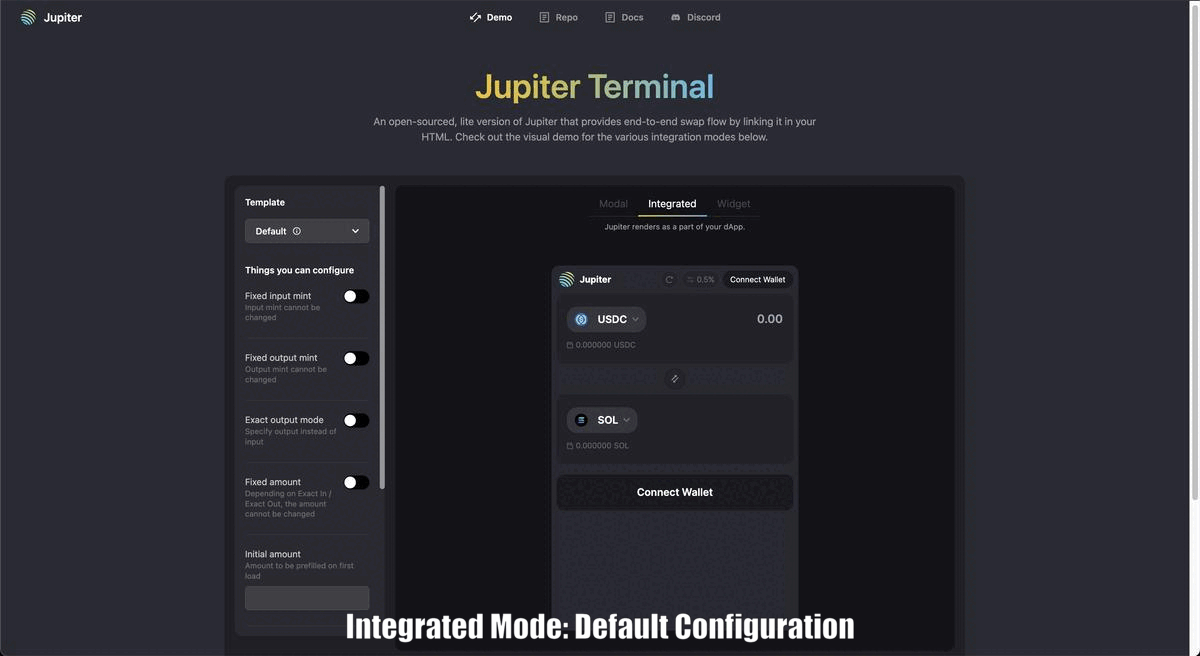 Jupiter
Demo
Repo
Docs
Discord
Jupiter Terminal
An open-sourced, lite version of Jupiter that provides end-to-end swap flow by linking it in your
HTML. Check out the visual demo for the various integration modes below.
Template
Default
Things you can configure
Fixed input mint
Input mint cannot be
changed
Fixed output mint
Output mint cannot be
changed
Exact output mode
Specify output instead of
input
Fixed amount
Depending on Exact In /
Exact Out, the amount
cannot be changed
Initial amount
Amount to be prefilled on first
load
Modal
Integrated
Widget
Jupiter renders as a part of your dApp.
Jupiter
0.5%
Connect Wallet
USDC
0.00
0.000000 USDC
SOL
0.000000 SOL
Connect Wallet
Integrated Mode: Default Configuration